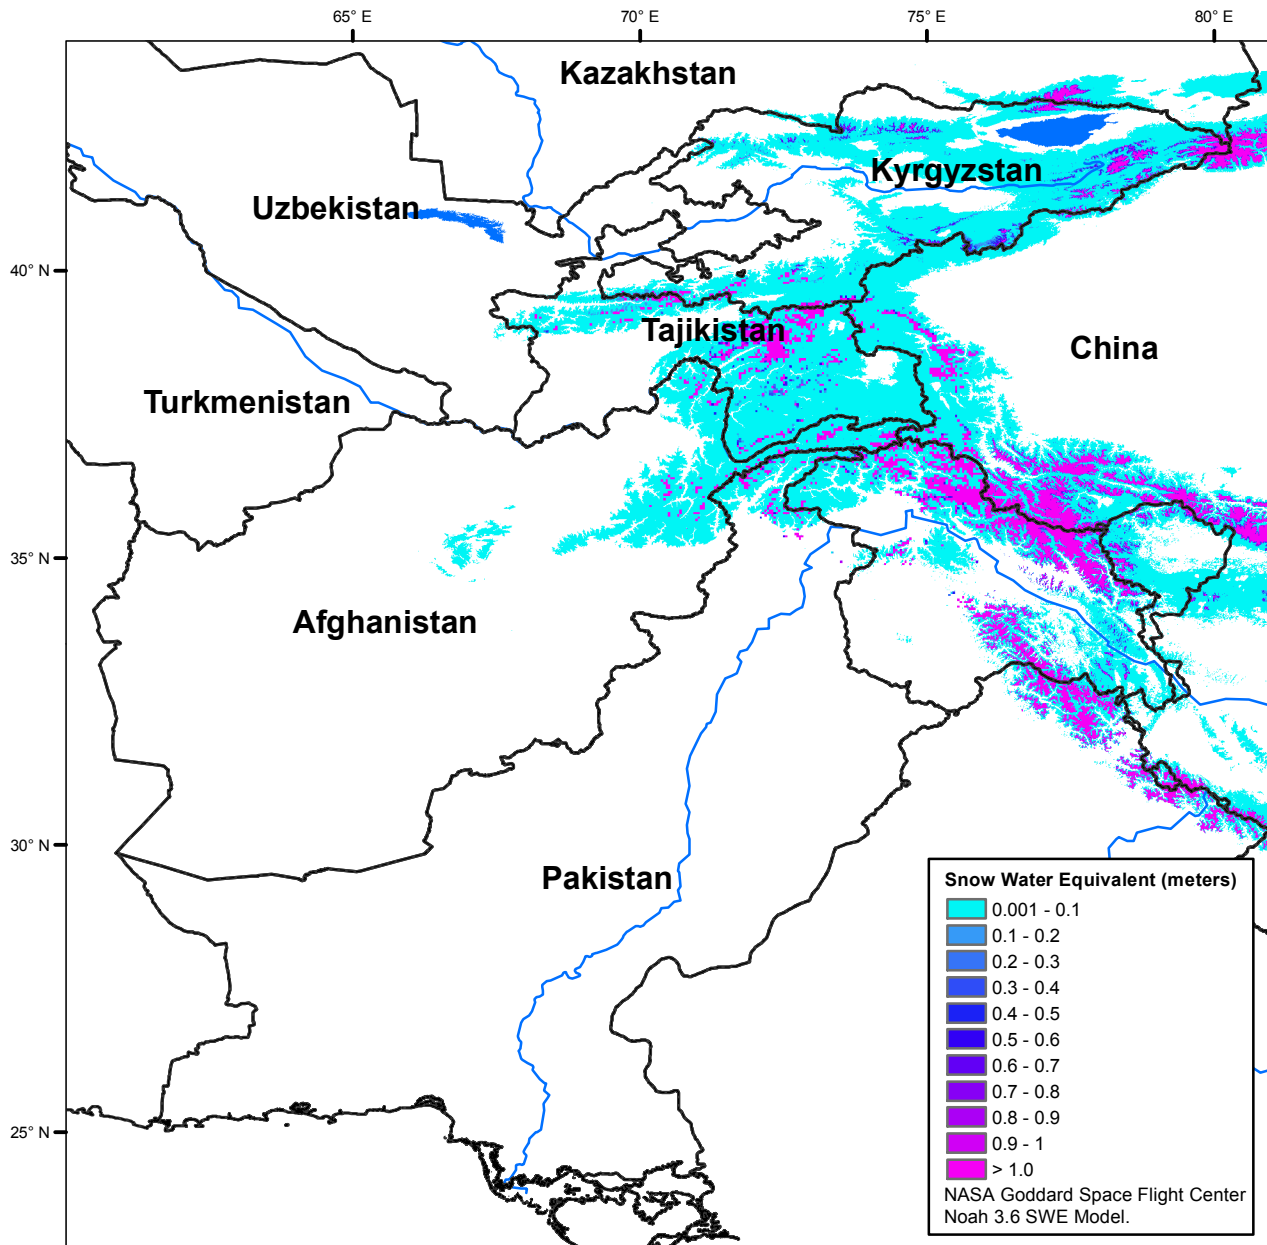 65° E
70° E
75° E
80° E
Kazakhstan
Kyrgyzstan
Uzbekistan
40° N
Tajikistan
China
Turkmenistan
35° N
Afghanistan
30° N
Pakistan
25° N
Snow Water Equivalent (meters)
0.001 - 0.1
0.1 - 0.2
0.2 - 0.3
0.3 - 0.4
0.4 - 0.5
0.5 - 0.6
0.6 - 0.7
0.7 - 0.8
0.8 - 0.9
0.9 - 1
> 1.0
NASA Goddard Space Flight Center
Noah 3.6 SWE Model.